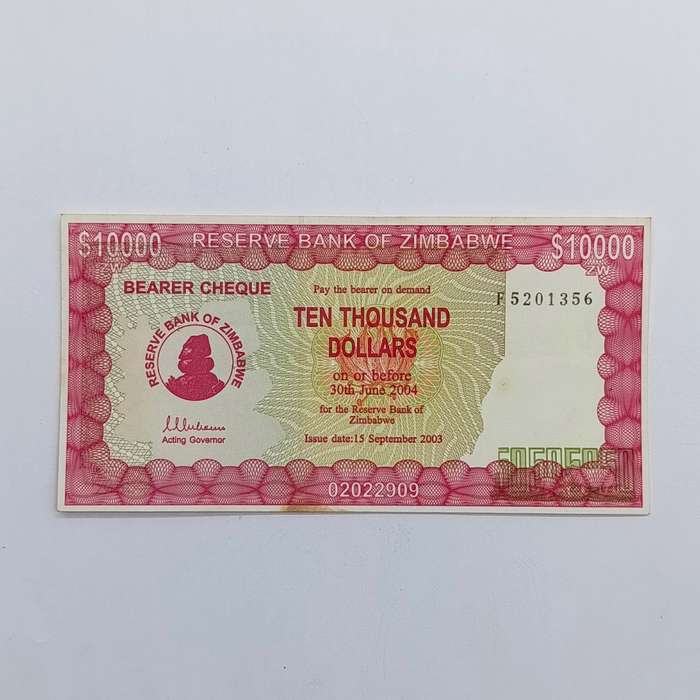 $10000 RESERVE BANK OF ZIMBABWE $10000
ZW ZW
BEARER CHEQUE
Pay the bearer on demand
F5201356
TEN THOUSAND
DOLLARS
RESERVE BANK OF ZIMBABWE
on or before
30th June 2004
for the Reserve Bank of
Zimbabwe
Acting Governor
Issue date:15 September 2003
02022909